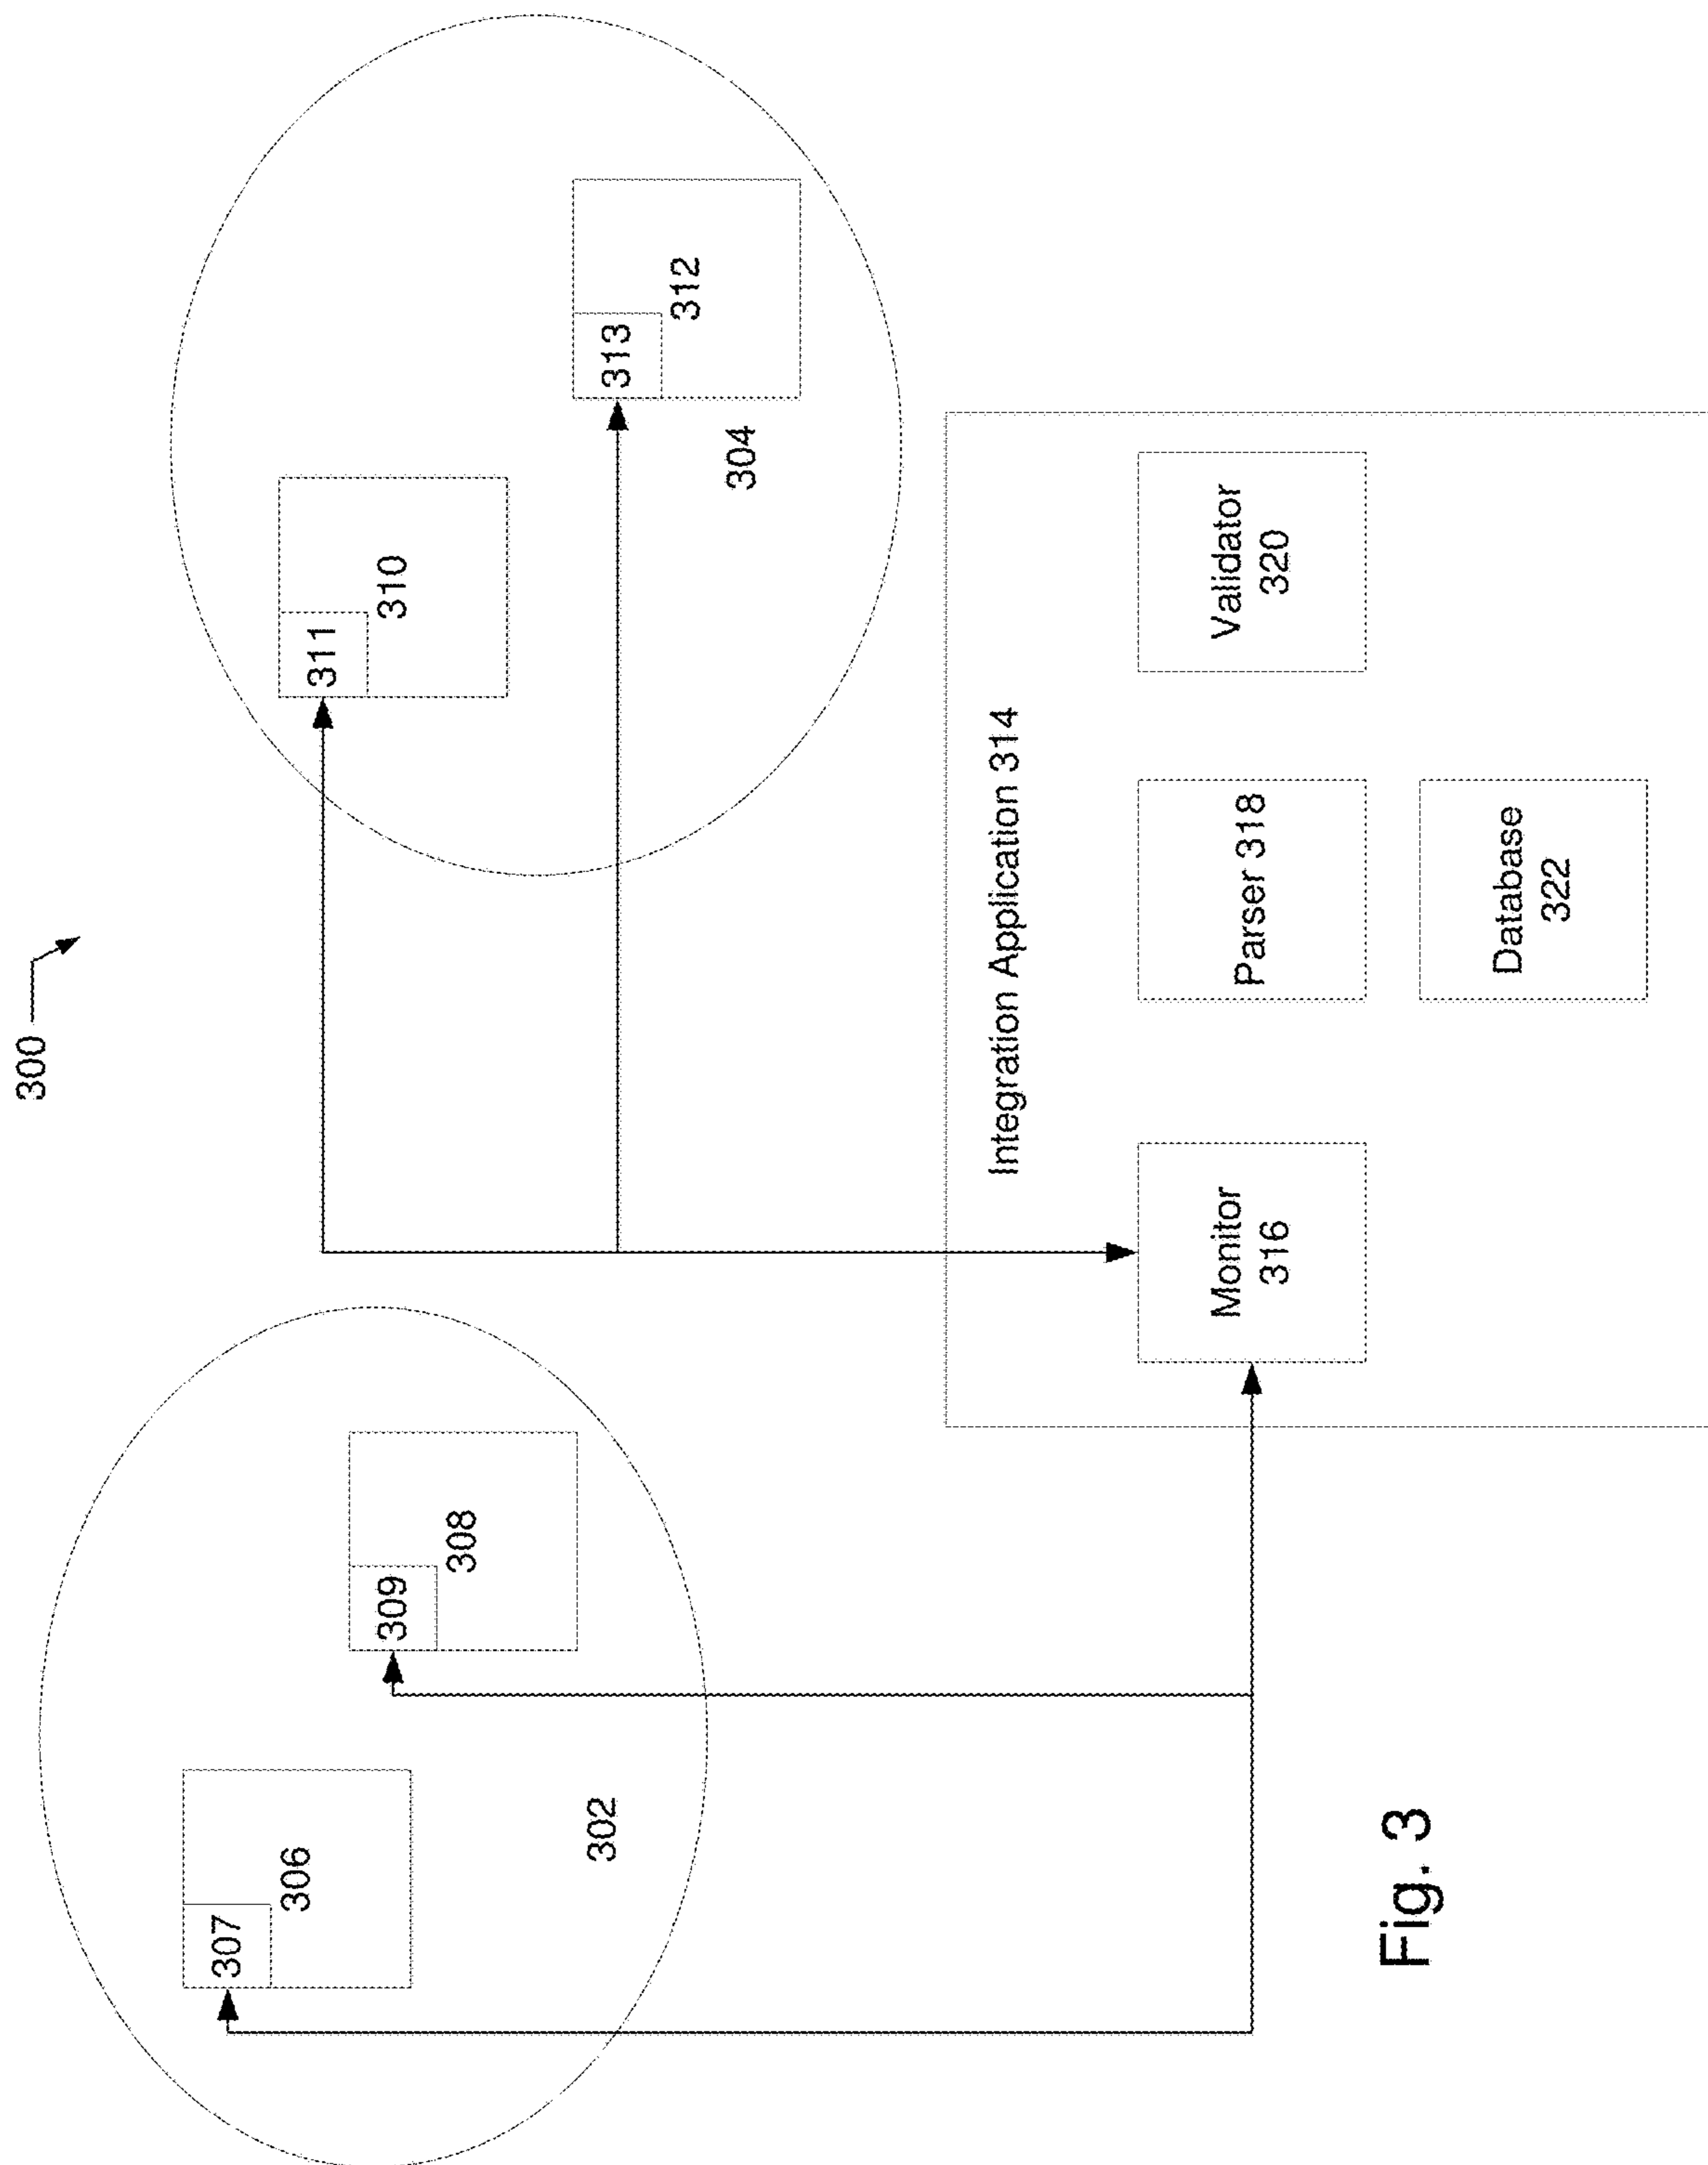 300
307
306
309
308
302
311
310
313
312
304
Integration Application 314
Monitor
316
Parser 318
Validator
320
Database
322
Fig. 3